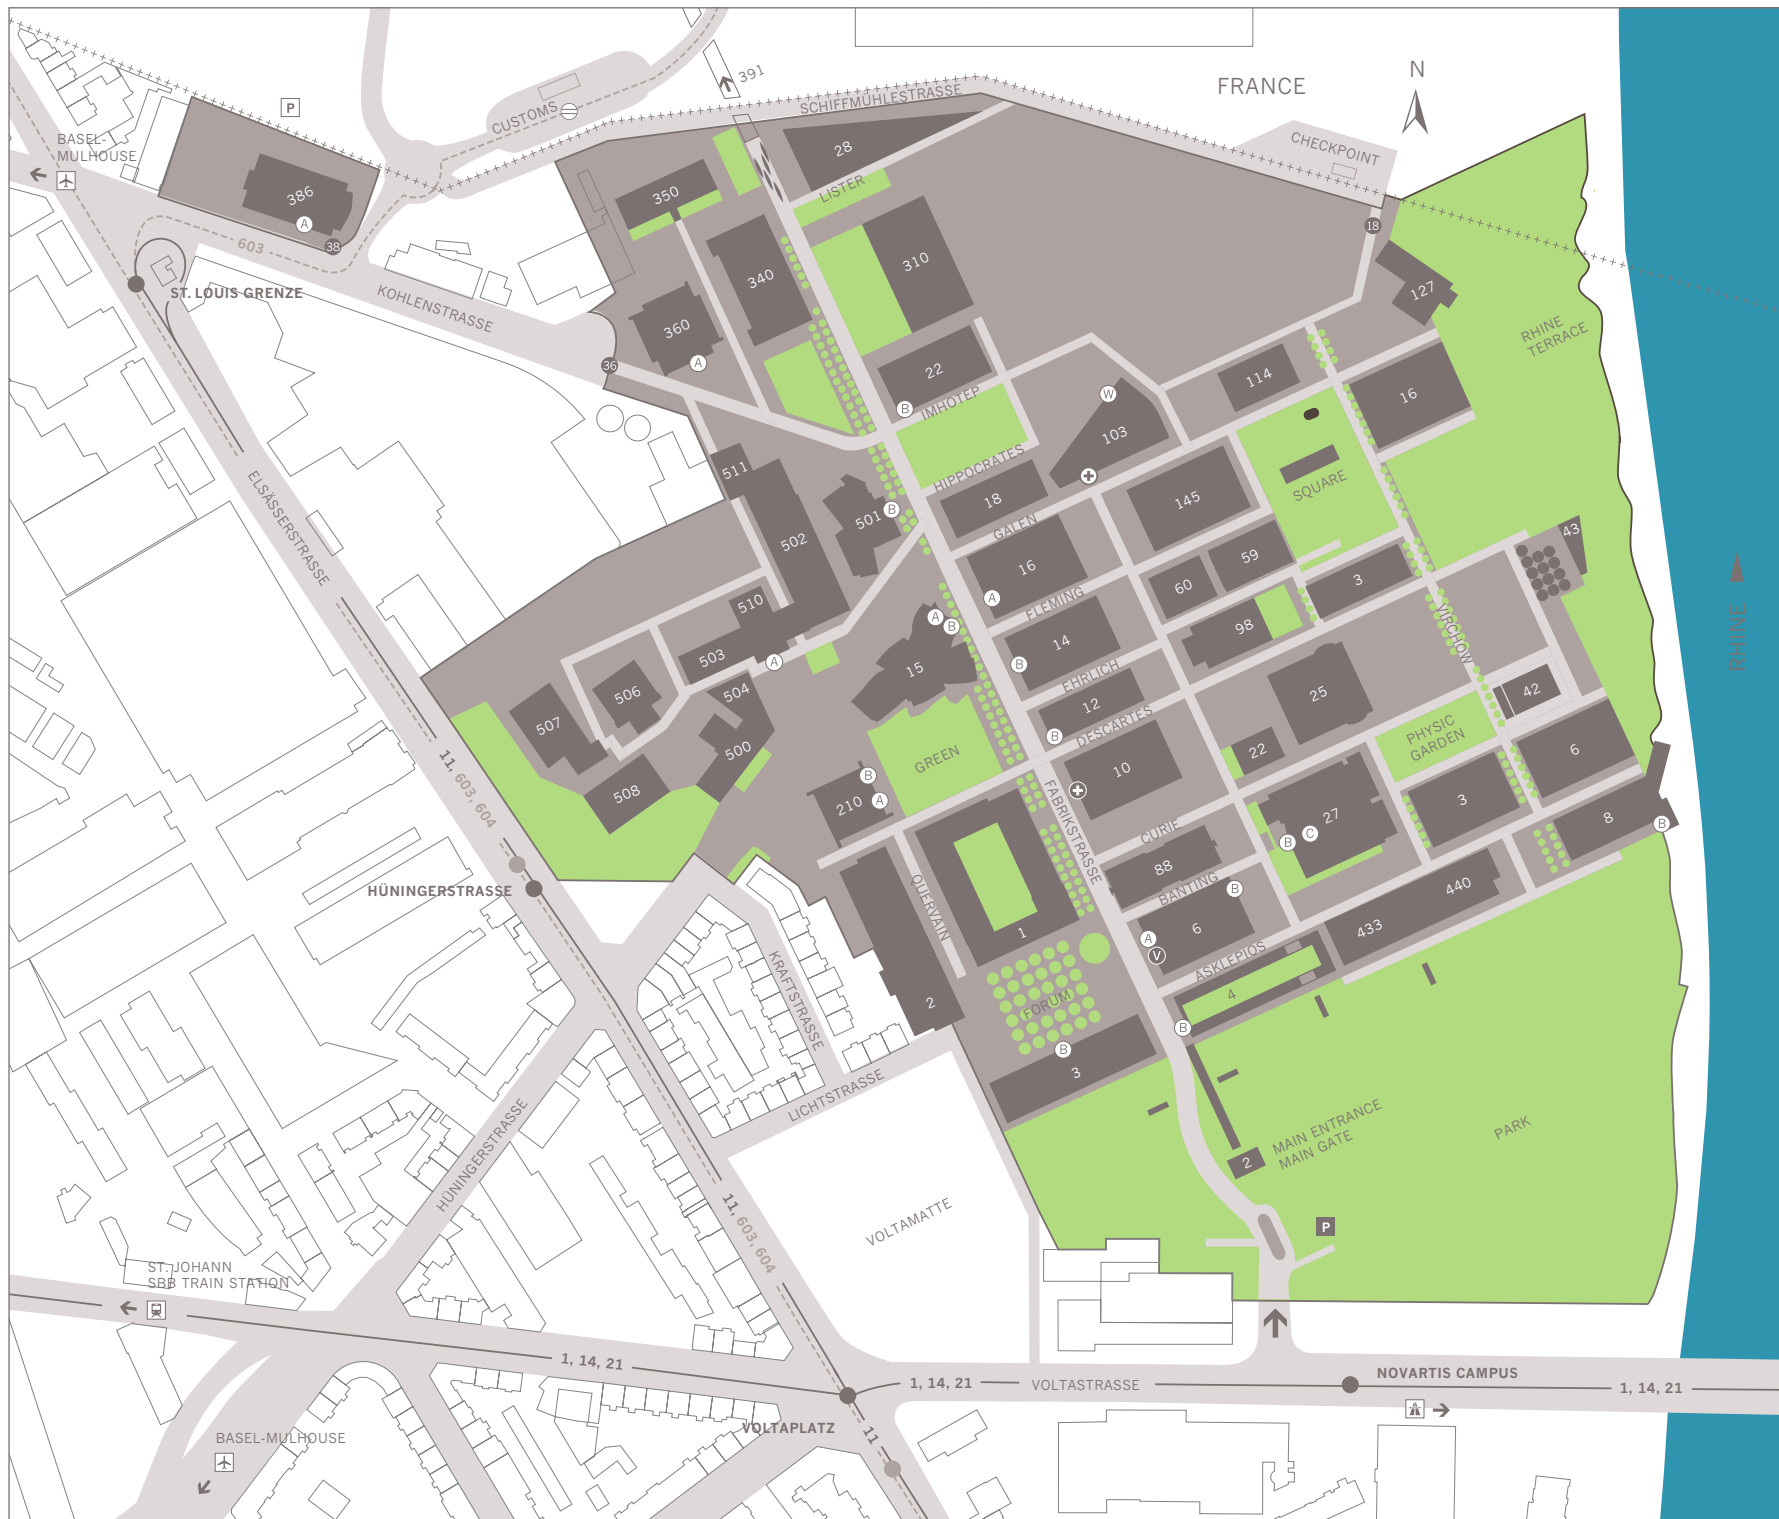 391
FRANCE
N
P
SCHIFFMÜHLESTRASSE
CUSTOMS
CHECKPOINT
BASEL-
MULHOUSE
28
LISTER
350
386
A
38
18
603
310
340
127
ST. LOUIS GRENZE
KOHLENSTRASSE
360
A
36
RHINE
TERRACE
22
B
IMHOTEP
114
16
W
103
HIPPOCRATES
511
SQUARE
18
145
501
B
GALEN
502
43
ELSÄSSERSTRASSE
16
A
59
60
3
FLEMING
510
A
B
14
B
98
VIRCHOW
RHINE
503
A
15
EHRLICH
504
506
12
25
42
507
B
DESCARTES
500
GREEN
22
PHYSIC
GARDEN
6
11, 603, 604
508
B
A
210
10
FABRIKSTRASSE
3
27
C
B
8
B
CURIE
HÜNINGERSTRASSE
88
BANTING
B
440
QUERVAIN
1
6
433
A
V
ASKLEPIOS
KRAFTSTRASSE
2
FORUM
4
B
B
3
LICHTSTRASSE
HÜNINGERSTRASSE
MAIN ENTRANCE
MAIN GATE
2
PARK
11, 603, 604
VOLTAMATTE
P
ST. JOHANN
SBB TRAIN STATION
1, 14, 21
1, 14, 21
VOLTASTRASSE
NOVARTIS CAMPUS
1, 14, 21
VOLTAPLATZ
11
BASEL-MULHOUSE